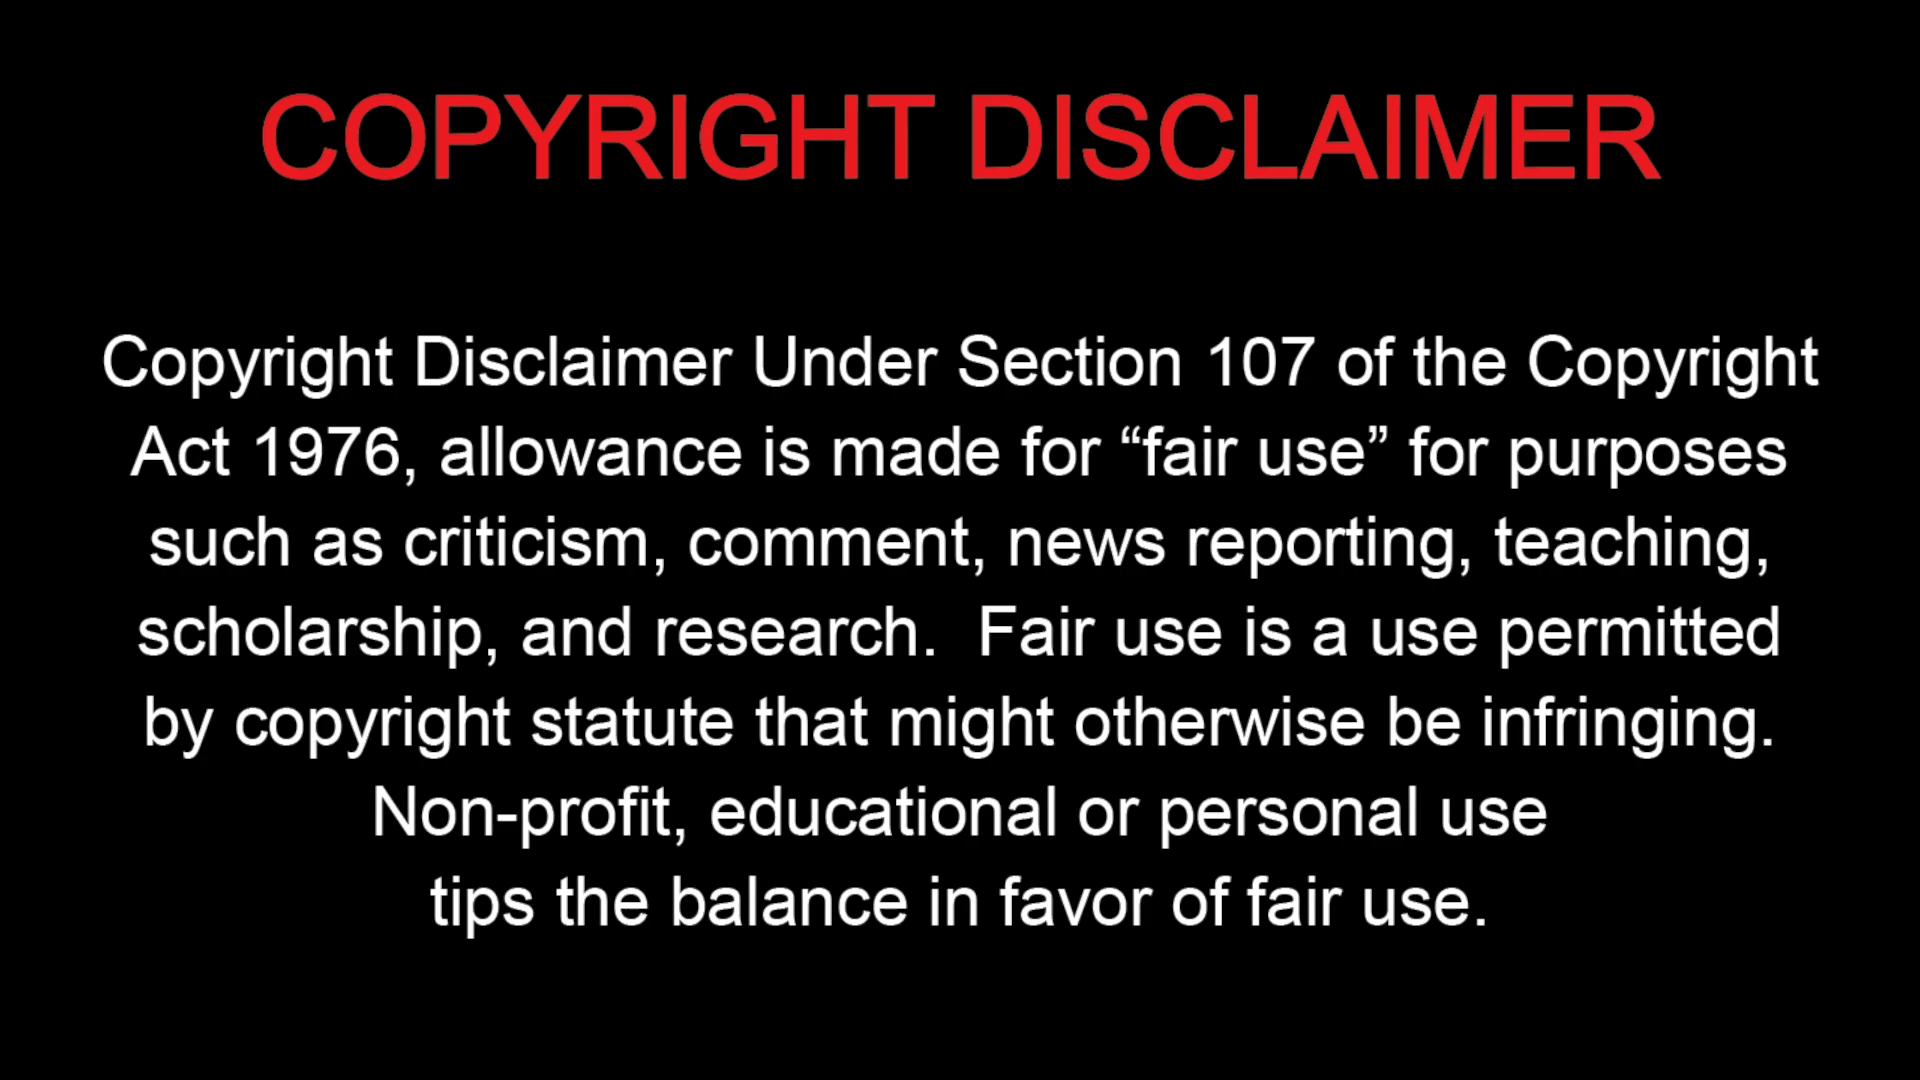 COPYRIGHT DISCLAIMER
Copyright Disclaimer Under Section 107 of the Copyright
Act 1976, allowance is made for “fair use” for purposes
such as criticism, comment, news reporting, teaching,
scholarship, and research.  Fair use is a use permitted
by copyright statute that might otherwise be infringing.
Non-profit, educational or personal use
tips the balance in favor of fair use.